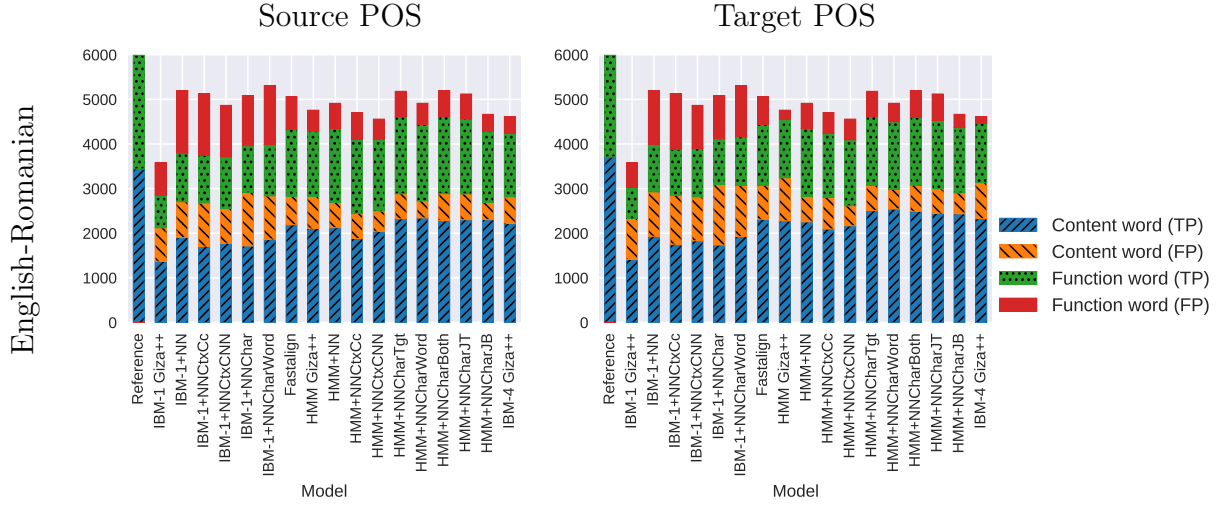 Source POS
Target POS
English-Romanian
6000
5000
4000
3000
2000
1000
0
Reference
IBM-1 Giza++
IBM-1+NN
IBM-1+NNCtxCc
IBM-1+NNCtxCNN
IBM-1+NNChar
IBM-1+NNCharWord
Fastalign
HMM Giza++
HMM+NN
HMM+NNCtxCc
HMM+NNCtxCNN
HMM+NNCharTgt
HMM+NNCharWord
HMM+NNCharBoth
HMM+NNCharJT
HMM+NNCharJB
IBM-4 Giza++
Model
6000
5000
4000
3000
2000
1000
0
Reference
IBM-1 Giza++
IBM-1+NN
IBM-1+NNCtxCc
IBM-1+NNCtxCNN
IBM-1+NNChar
IBM-1+NNCharWord
Fastalign
HMM Giza++
HMM+NN
HMM+NNCtxCc
HMM+NNCtxCNN
HMM+NNCharTgt
HMM+NNCharWord
HMM+NNCharBoth
HMM+NNCharJT
HMM+NNCharJB
IBM-4 Giza++
Model
Content word (TP)
Content word (FP)
Function word (TP)
Function word (FP)